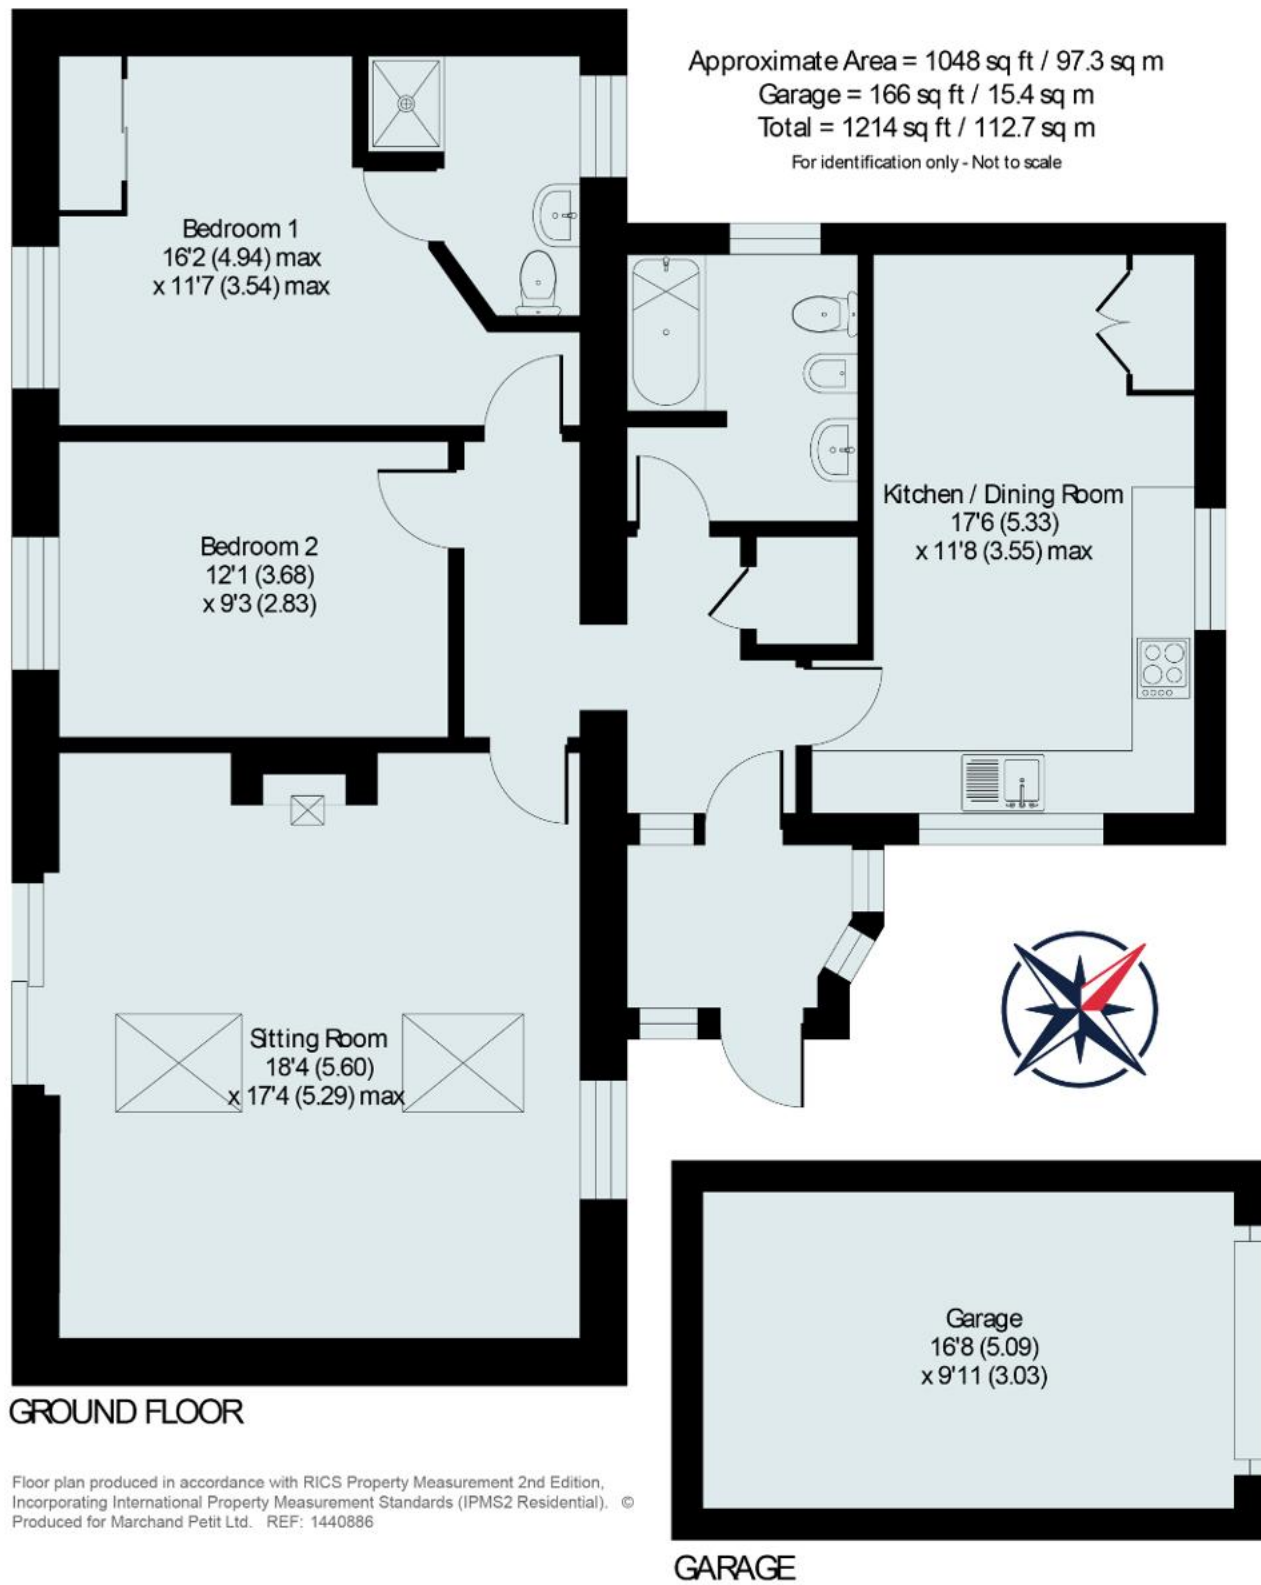 Approximate Area = 1048 sq ft / 97.3 sq m
Garage = 166 sq ft / 15.4 sq m
Total = 1214 sq ft / 112.7 sq m
For identification only - Not to scale
Bedroom 1
16'2 (4.94) max
x 11'7 (3.54) max
Kitchen / Dining Room
17'6 (5.33)
x 11'8 (3.55) max
Bedroom 2
12'1 (3.68)
x 9'3 (2.83)
Sitting Room
18'4 (5.60)
x 17'4 (5.29) max
Garage
16'8 (5.09)
x 9'11 (3.03)
GROUND FLOOR
Floor plan produced in accordance with RICS Property Measurement 2nd Edition,
Incorporating International Property Measurement Standards (IPMS2 Residential). ©
Produced for Marchand Petit Ltd. REF: 1440886
GARAGE